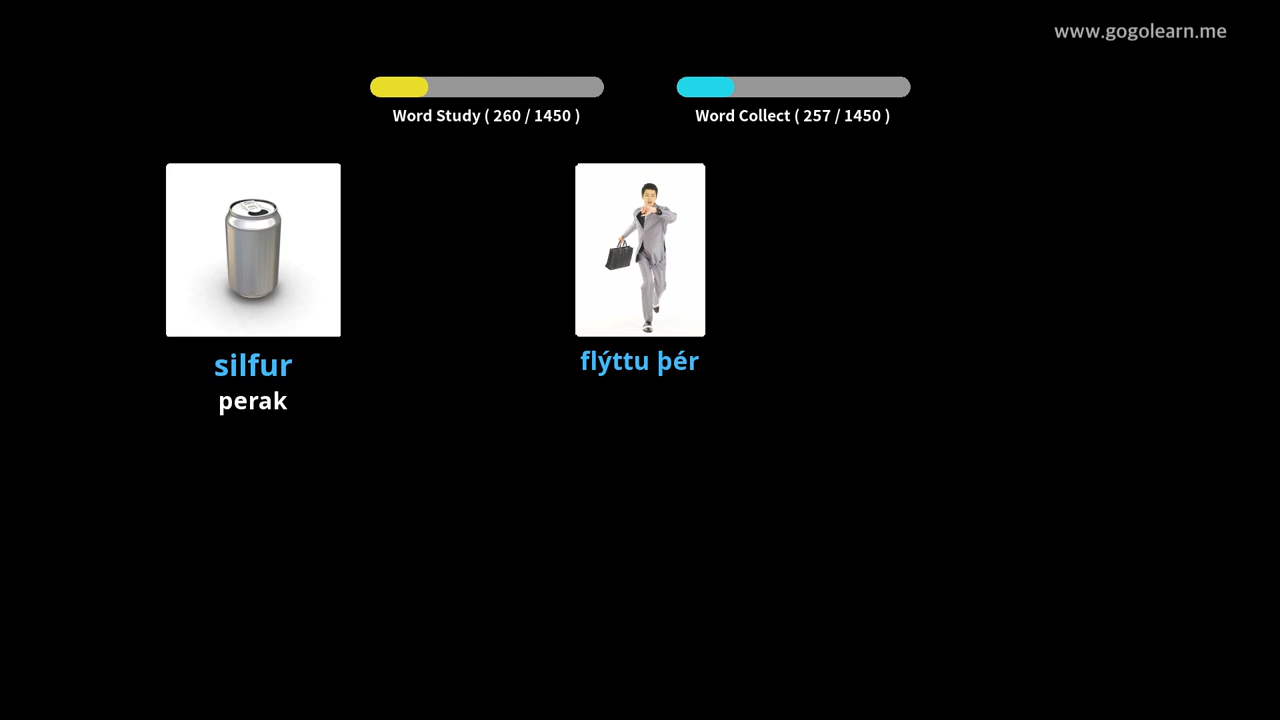 www.gogolearn.me
Word Study ( 260 / 1450 )
Word Collect ( 257 / 1450 )
silfur
perak
flýttu þér